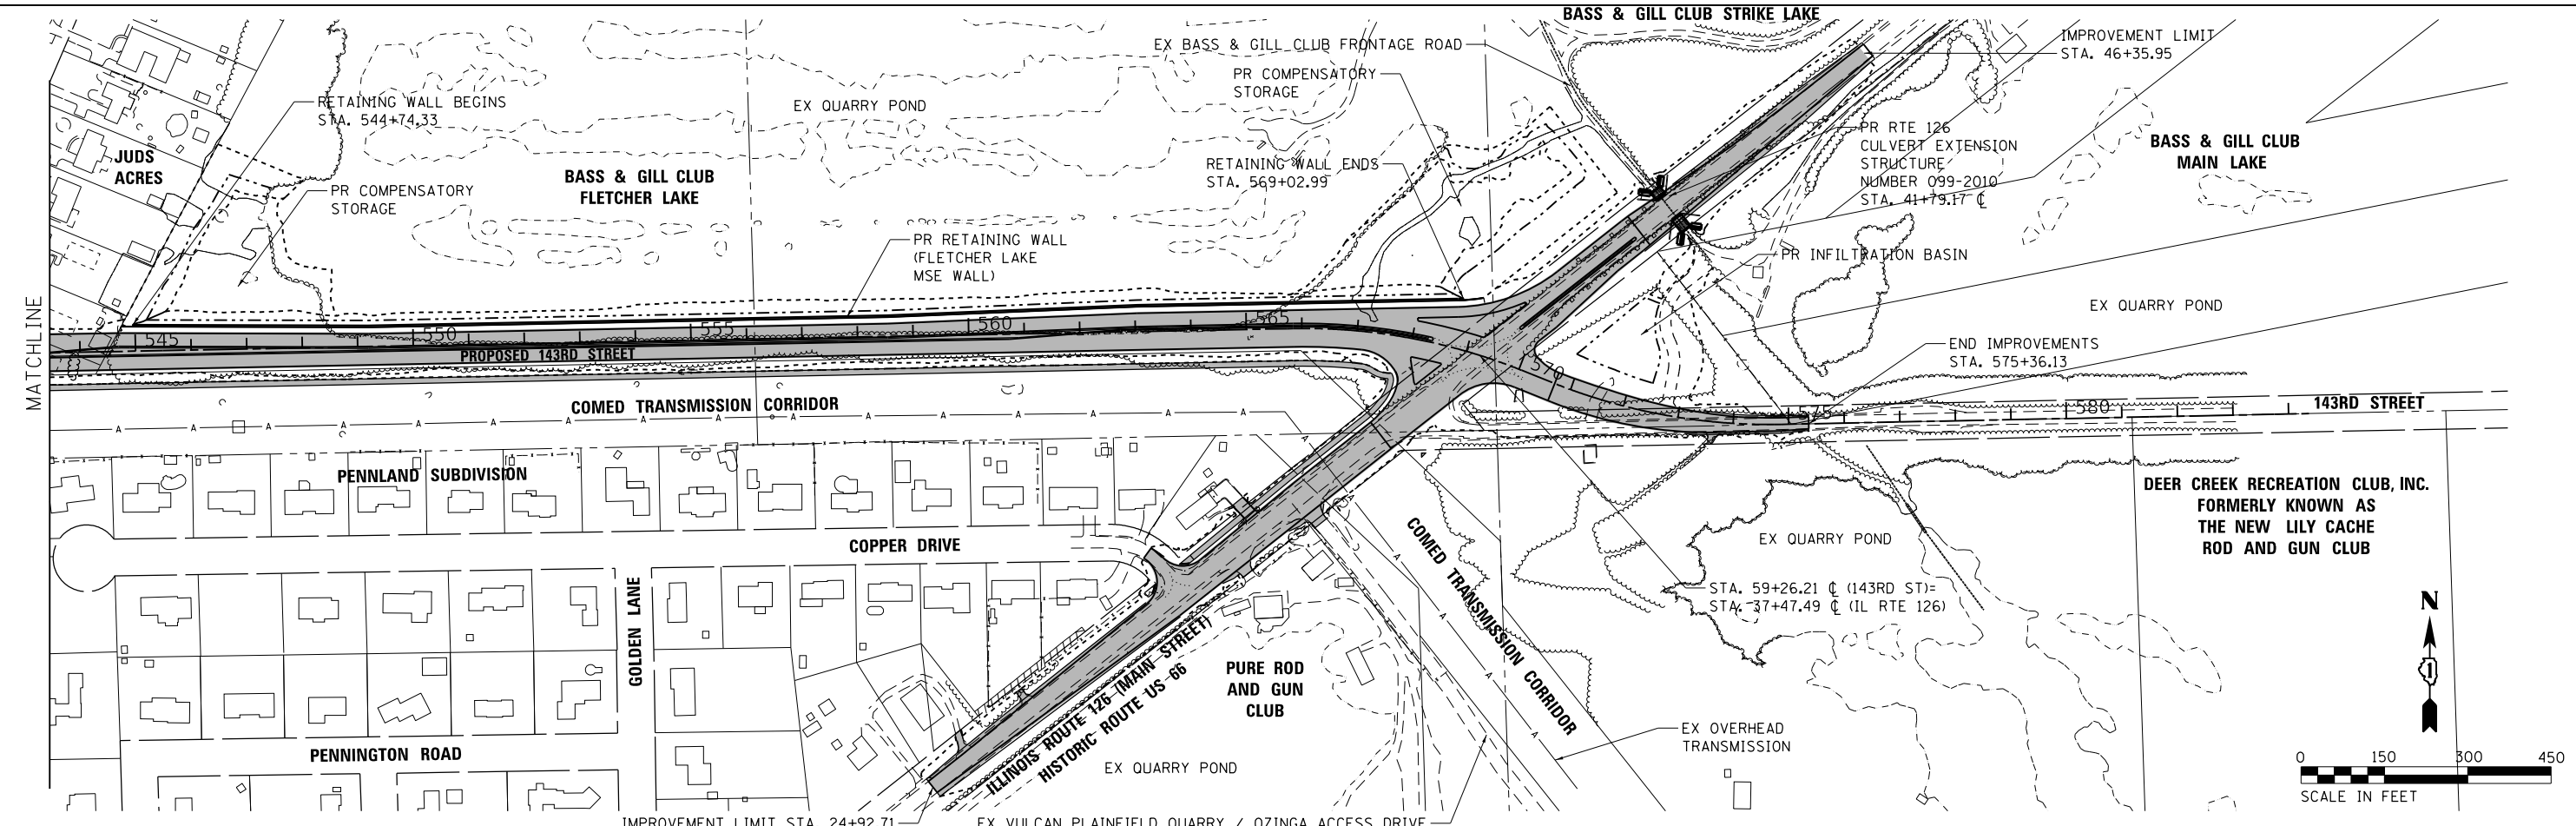 BASS & GILL CLUB STRIKE LAKE
EX BASS & GILL CLUB FRONTAGE ROAD
IMPROVEMENT LIMIT
STA. 46+35.95
PR COMPENSATORY
STORAGE
RETAINING WALL BEGINS
STA. 544+74.33
EX QUARRY POND
PR RTE 126
CULVERT EXTENSION
STRUCTURE
NUMBER 099-2010
STA. 41+79.17 ℄
BASS & GILL CLUB
MAIN LAKE
JUDS
ACRES
RETAINING WALL ENDS
STA. 569+02.99
BASS & GILL CLUB
FLETCHER LAKE
PR COMPENSATORY
STORAGE
PR RETAINING WALL
(FLETCHER LAKE
MSE WALL)
PR INFILTRATION BASIN
EX QUARRY POND
MATCHLINE
545
550
555
560
565
570
575
580
PROPOSED 143RD STREET
END IMPROVEMENTS
STA. 575+36.13
143RD STREET
COMED TRANSMISSION CORRIDOR
A A A A A A A A A A A A A A A A
PENNLAND SUBDIVISION
DEER CREEK RECREATION CLUB, INC.
FORMERLY KNOWN AS
THE NEW LILY CACHE
ROD AND GUN CLUB
COPPER DRIVE
COMED TRANSMISSION CORRIDOR
EX QUARRY POND
GOLDEN LANE
STA. 59+26.21 ℄ (143RD ST)=
STA. 37+47.49 ℄ (IL RTE 126)
N
1
ILLINOIS ROUTE 126 (MAIN STREET)
HISTORIC ROUTE US 66
PURE ROD
AND GUN
CLUB
EX OVERHEAD
TRANSMISSION
PENNINGTON ROAD
EX QUARRY POND
0 150 300 450
SCALE IN FEET
IMPROVEMENT LIMIT STA. 24+92.71
EX VULCAN PLAINFIELD QUARRY / OZINGA ACCESS DRIVE